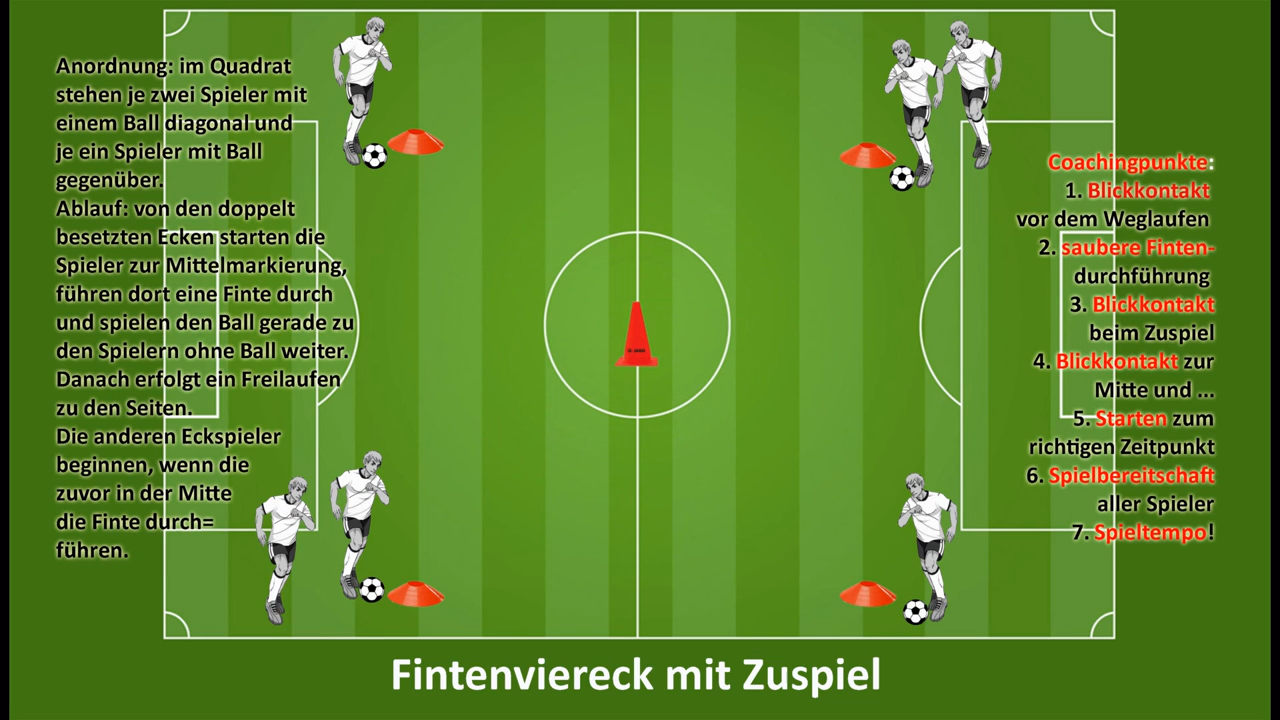 Anordnung: im Quadrat
stehen je zwei Spieler mit
einem Ball diagonal und
je ein Spieler mit Ball
gegenüber.
Ablauf: von den doppelt
besetzten Ecken starten die
Spieler zur Mittelmarkierung,
führen dort eine Finte durch
und spielen den Ball gerade zu
den Spielern ohne Ball weiter.
Danach erfolgt ein Freilaufen
zu den Seiten.
Die anderen Eckspieler
beginnen, wenn die
zuvor in der Mitte
die Finte durch=
führen.
Coachingpunkte:
1. Blickkontakt
vor dem Weglaufen
2. saubere Finten-
durchführung
3. Blickkontakt
beim Zuspiel
4. Blickkontakt zur
Mitte und ...
5. Starten zum
richtigen Zeitpunkt
6. Spielbereitschaft
aller Spieler
7. Spieltempo!
Fintenviereck mit Zuspiel